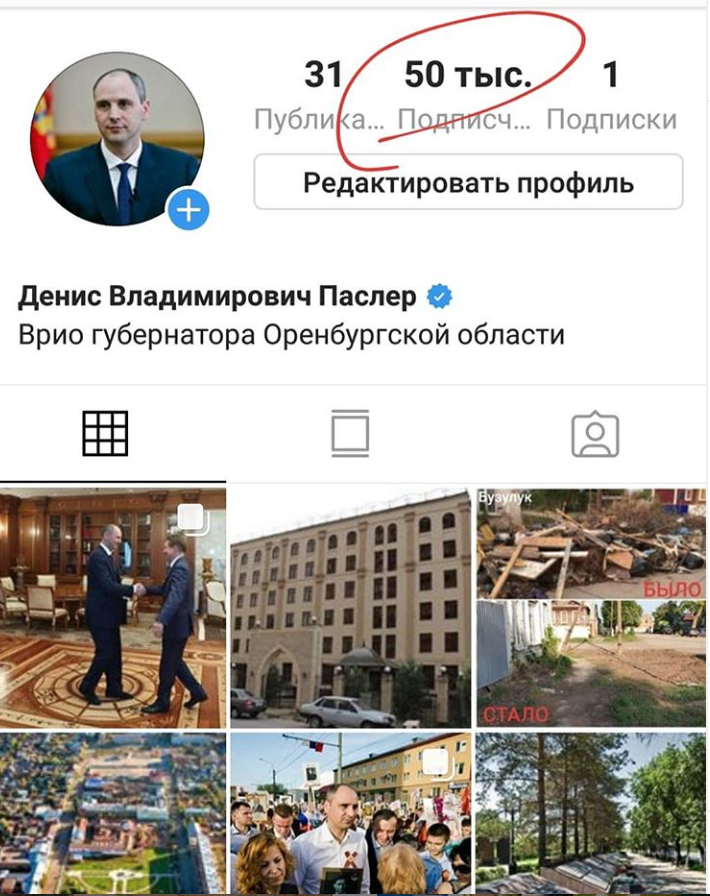 31 50 тыс. 1
Публика... Подписч... Подписки
Редактировать профиль
Денис Владимирович Паслер
Врио губернатора Оренбургской области
Бузулук
БЫЛО
СТАЛО